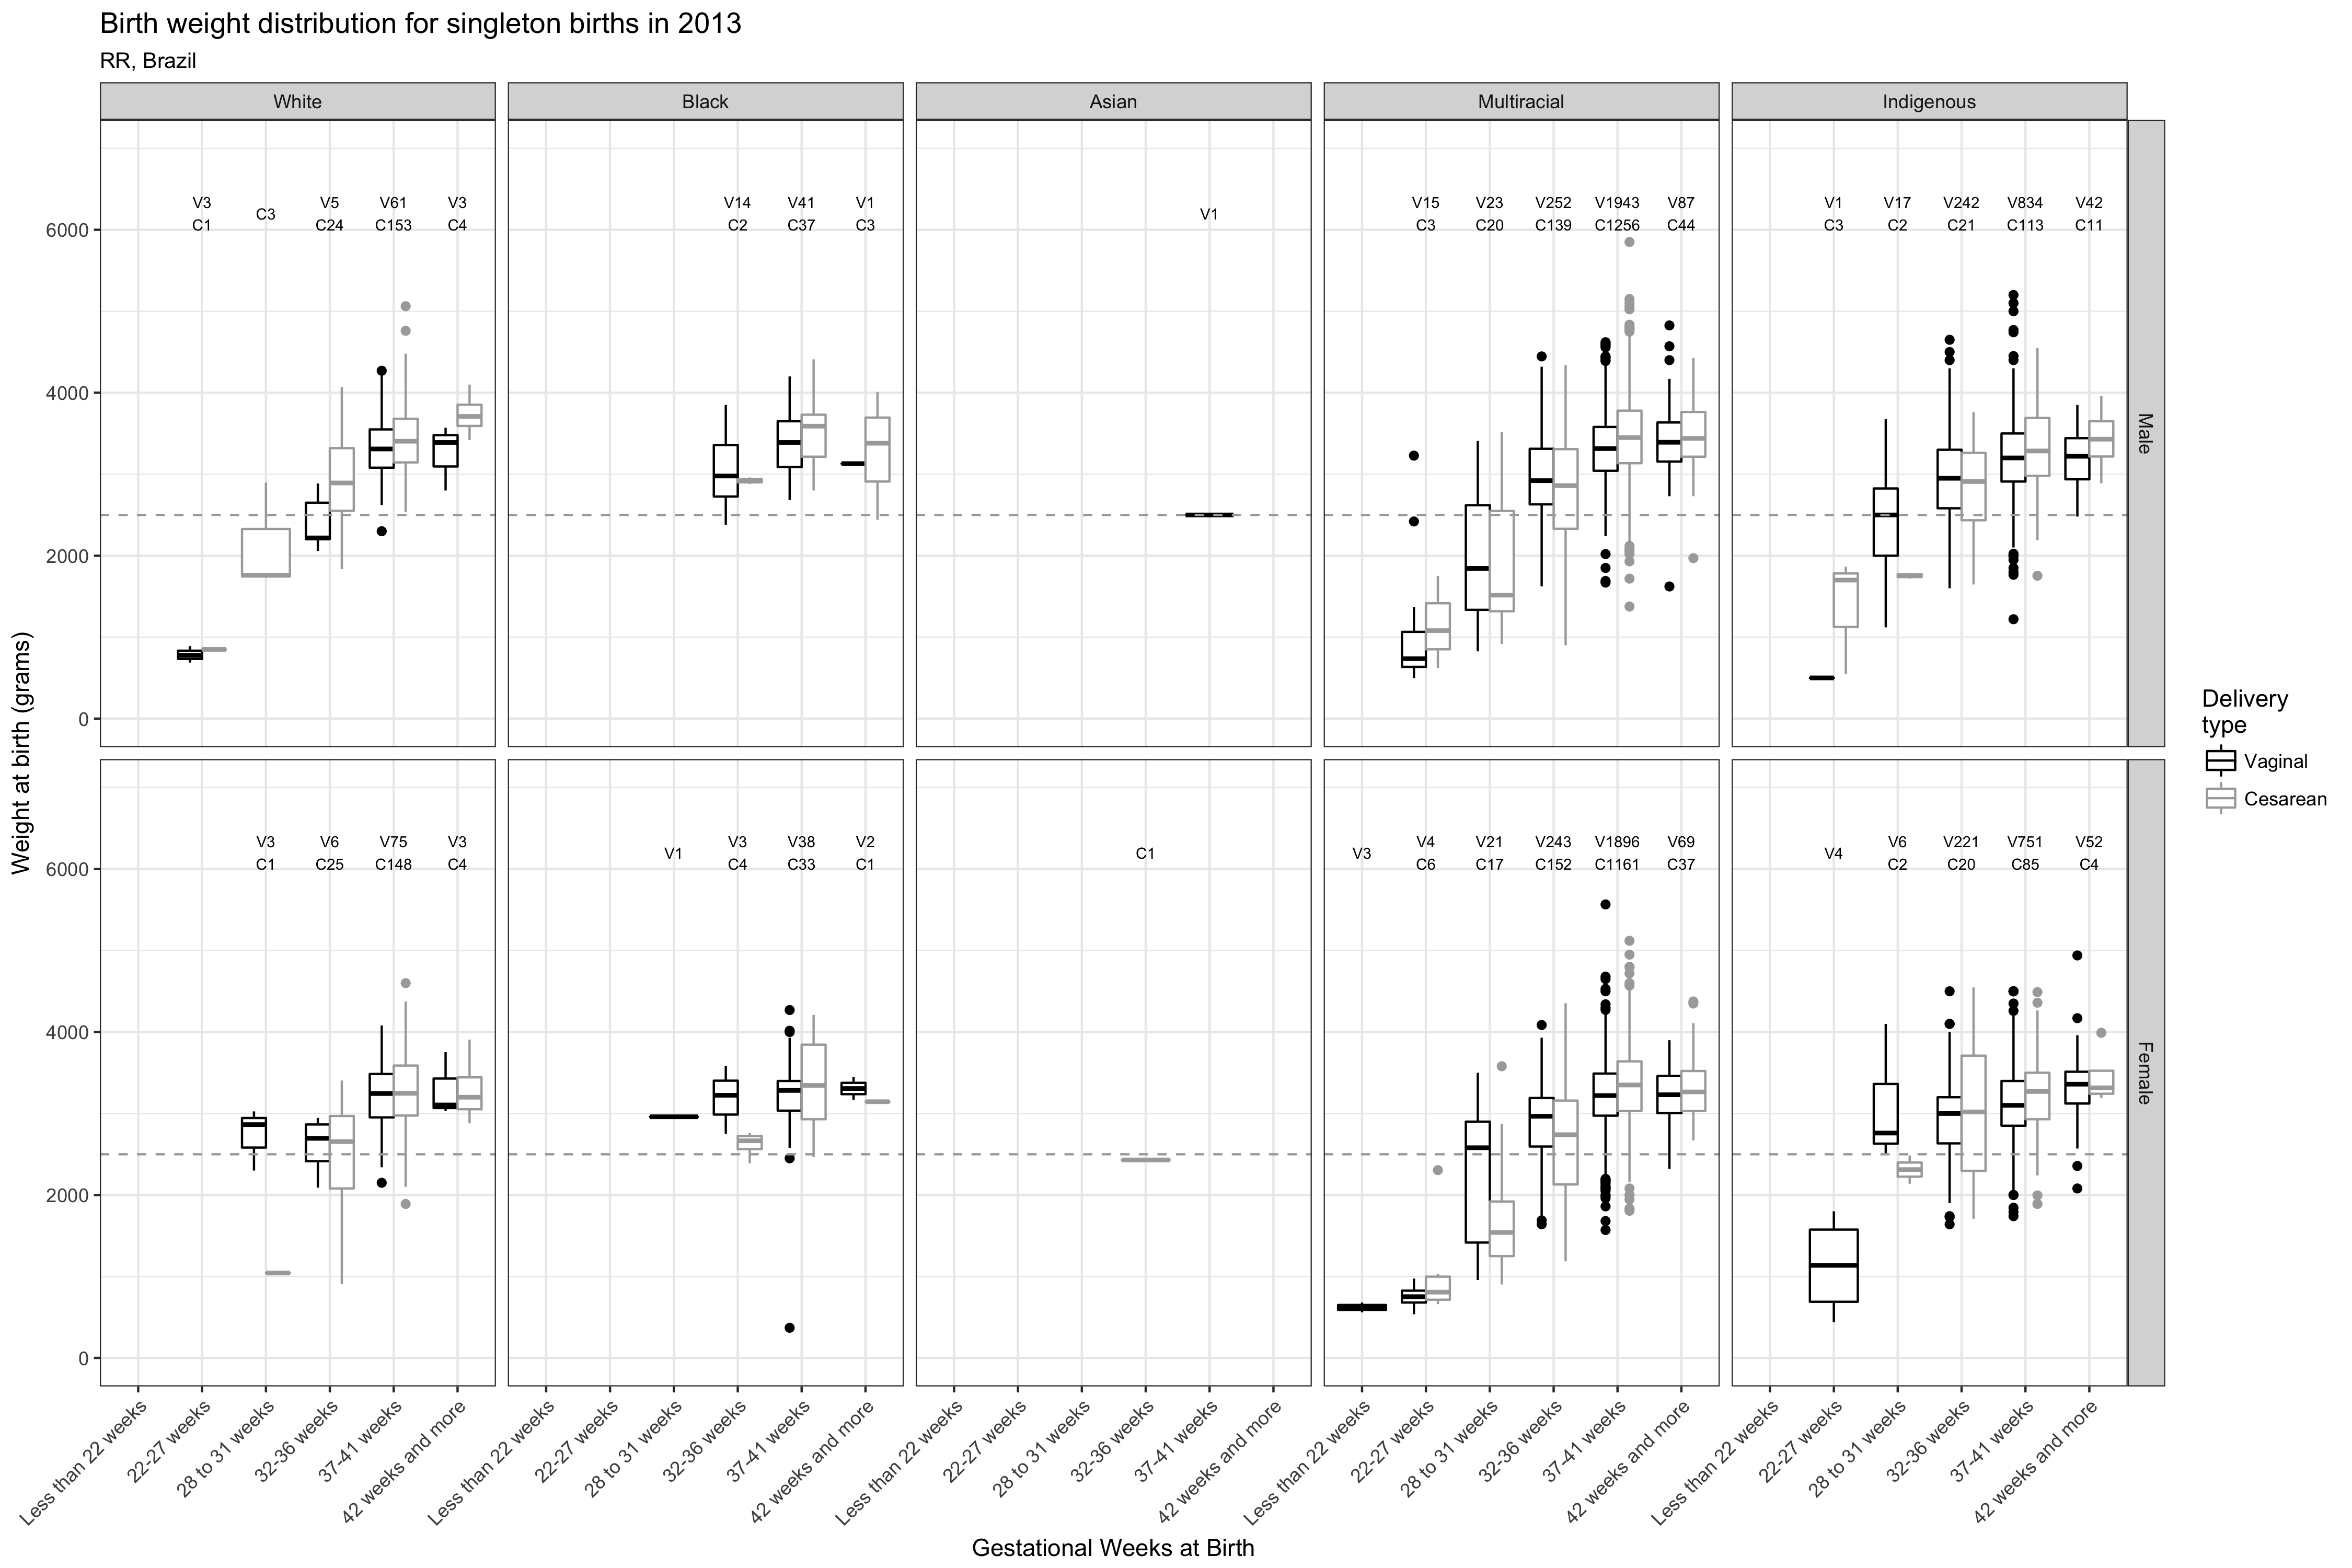 Birth weight distribution for singleton births in 2013
RR, Brazil
White
Black
Asian
Multiracial
Indigenous
Weight at birth (grams)
6000
4000
2000
0
V3
C1
C3
V5
C24
V61
C153
V3
C4
V14
C2
V41
C37
V1
C3
V1
V15
C3
V23
C20
V252
C139
V1943
C1256
V87
C44
V1
C3
V17
C2
V242
C21
V834
C113
V42
C11
Male
6000
4000
2000
0
V3
C1
V6
C25
V75
C148
V3
C4
V1
V3
C4
V38
C33
V2
C1
C1
V3
V4
C6
V21
C17
V243
C152
V1896
C1161
V69
C37
V4
V6
C2
V221
C20
V751
C85
V52
C4
Female
Less than 22 weeks
22-27 weeks
28 to 31 weeks
32-36 weeks
37-41 weeks
42 weeks and more
Less than 22 weeks
22-27 weeks
28 to 31 weeks
32-36 weeks
37-41 weeks
42 weeks and more
Less than 22 weeks
22-27 weeks
28 to 31 weeks
32-36 weeks
37-41 weeks
42 weeks and more
Less than 22 weeks
22-27 weeks
28 to 31 weeks
32-36 weeks
37-41 weeks
42 weeks and more
Less than 22 weeks
22-27 weeks
28 to 31 weeks
32-36 weeks
37-41 weeks
42 weeks and more
Gestational Weeks at Birth
Delivery
type
Vaginal
Cesarean